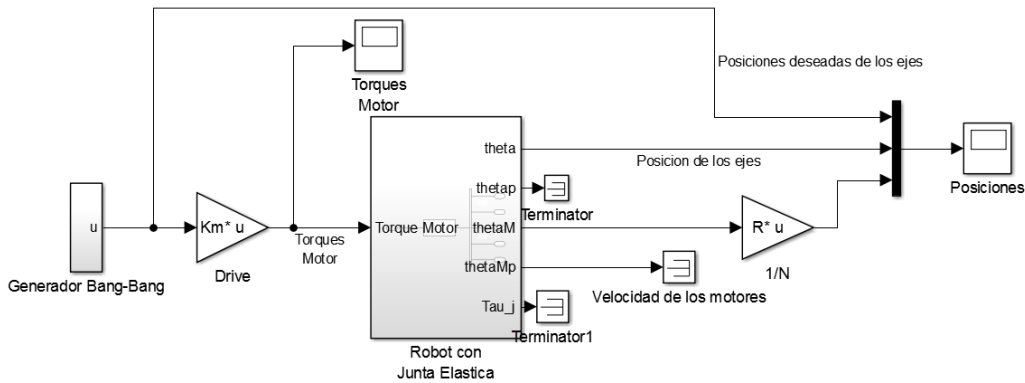 Posiciones deseadas de los ejes
Torques
Motor
theta
Posicion de los ejes
Posiciones
thetap
Terminator
u
Km* u
Torque Motor
thetaM
R* u
Torques
Motor
Generador Bang-Bang
Drive
thetaMp
1/N
Velocidad de los motores
Tau_j
Terminator1
Robot con
Junta Elastica